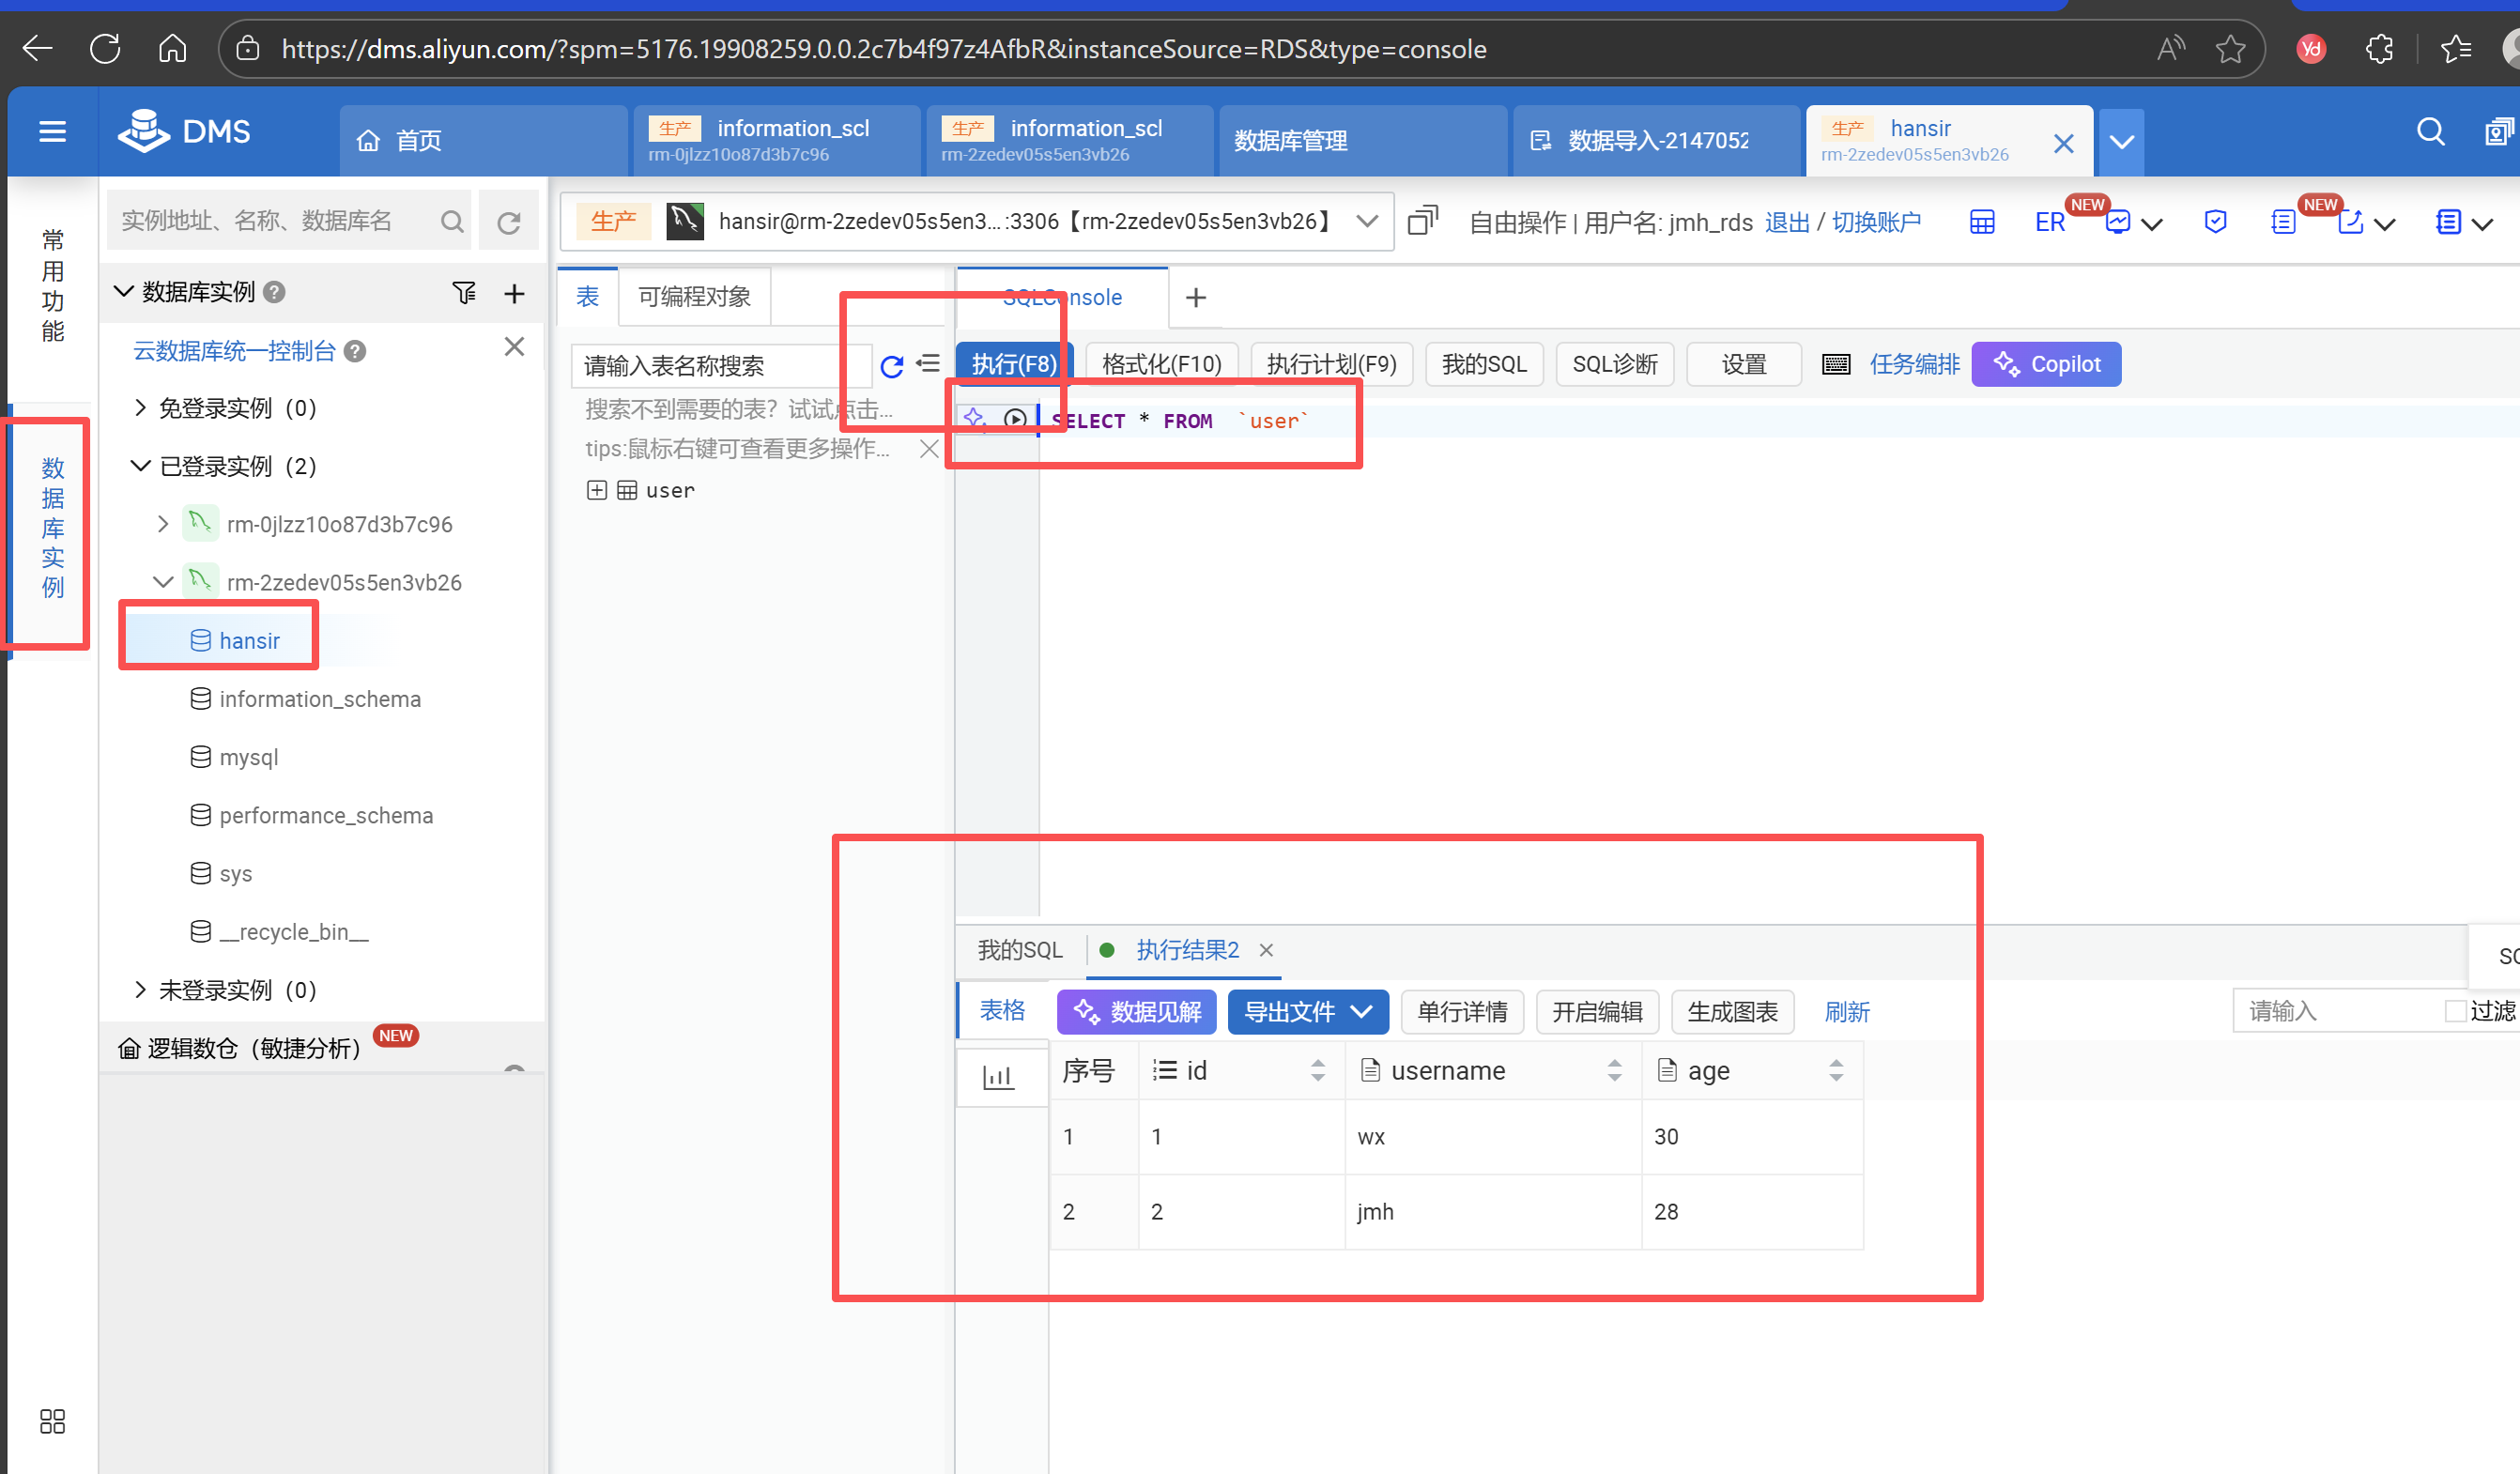 https://dms.aliyun.com/?spm=5176.19908259.0.0.2c7b4f97z4AfbR&instanceSource=RDS&type=console
DMS
首页
生产 information_scl
rm-0jlzz10o87d3b7c96
生产 information_scl
rm-2zedev05s5en3vb26
数据库管理
数据导入-2147052
生产 hansir
rm-2zedev05s5en3vb26
常用功能
数据库实例
实例地址、名称、数据库名
数据库实例
云数据库统一控制台
免登录实例（0）
已登录实例（2）
rm-0jlzz10o87d3b7c96
rm-2zedev05s5en3vb26
hansir
information_schema
mysql
performance_schema
sys
__recycle_bin__
未登录实例（0）
逻辑数仓（敏捷分析） NEW
生产 hansir@rm-2zedev05s5en3...:3306【rm-2zedev05s5en3vb26】
自由操作 | 用户名: jmh_rds 退出 / 切换账户
ER NEW NEW
表 可编程对象
请输入表名称搜索
搜索不到需要的表？试试点击...
tips:鼠标右键可查看更多操作...
user
SQLConsole
执行(F8) 格式化(F10) 执行计划(F9) 我的SQL SQL诊断 设置 任务编排 Copilot
SELECT * FROM `user`
我的SQL 执行结果2
表格 数据见解 导出文件 单行详情 开启编辑 生成图表 刷新 请输入 过滤
序号 id username age
1 1 wx 30
2 2 jmh 28